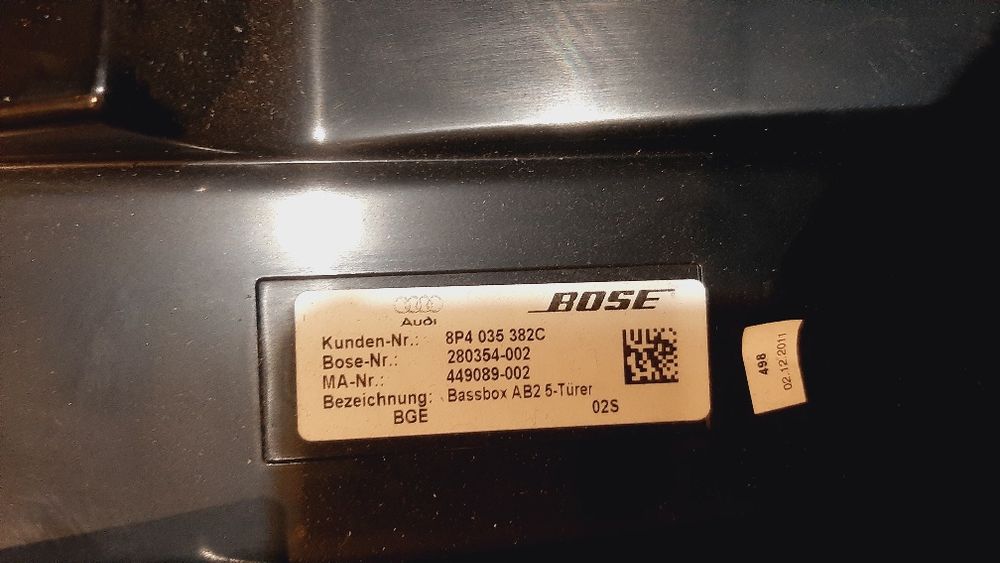 Audi
BOSE
Kunden-Nr.: 8P4 035 382C
Bose-Nr.: 280354-002
MA-Nr.: 449089-002
Bezeichnung: Bassbox AB2 5-Türer
BGE 02S
498
02.12.2011